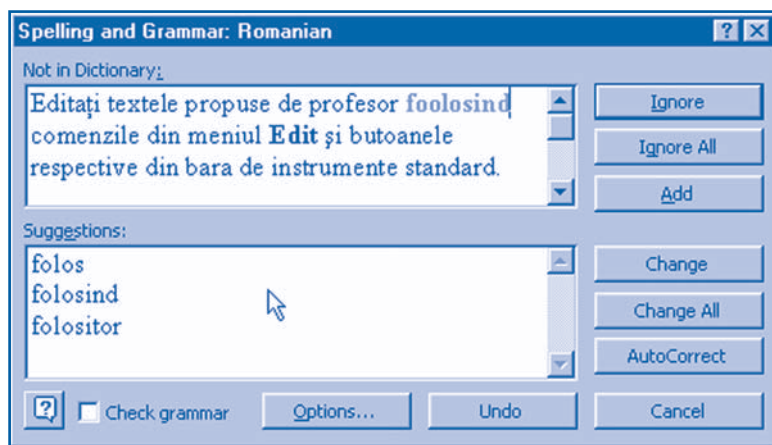 Spelling and Grammar: Romanian
Not in Dictionary:
Editați textele propuse de profesor foolosind
comenzile din meniul Edit și butoanele
respective din bara de instrumente standard.
Ignore
Ignore All
Add
Suggestions:
folos
folosind
folositor
Change
Change All
AutoCorrect
Check grammar
Options...
Undo
Cancel